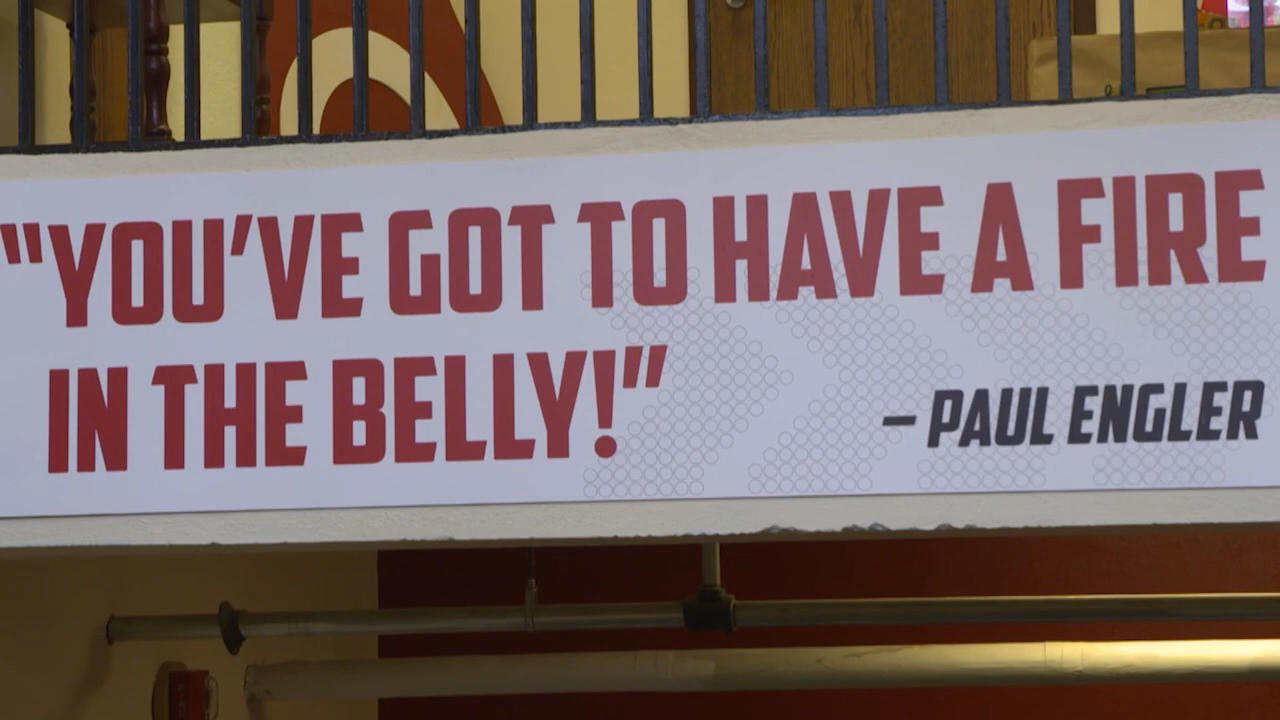 "YOU'VE GOT TO HAVE A FIRE
IN THE BELLY!"
– PAUL ENGLER